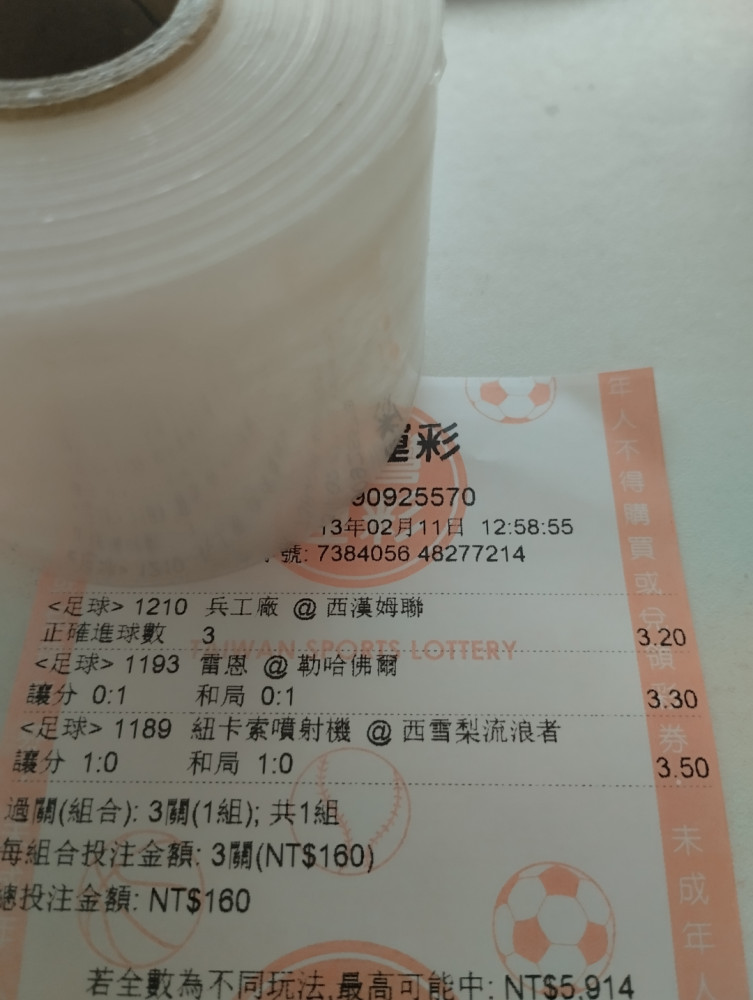 彩
90925570
13年02月11日 12:58:55
號: 7384056 48277214
<足球> 1210 兵工廠 @ 西漢姆聯
正確進球數 3 3.20
TAIWAN SPORTS LOTTERY
<足球> 1193 雷恩 @ 勒哈佛爾
讓分 0:1 和局 0:1 3.30
<足球> 1189 紐卡索噴射機 @ 西雪梨流浪者
讓分 1:0 和局 1:0 3.50
過關(組合): 3關(1組); 共1組
每組合投注金額: 3關(NT$160)
總投注金額: NT$160
若全數為不同玩法,最高可能中: NT$5,914
年人不得購買或兌領彩券
未成年人